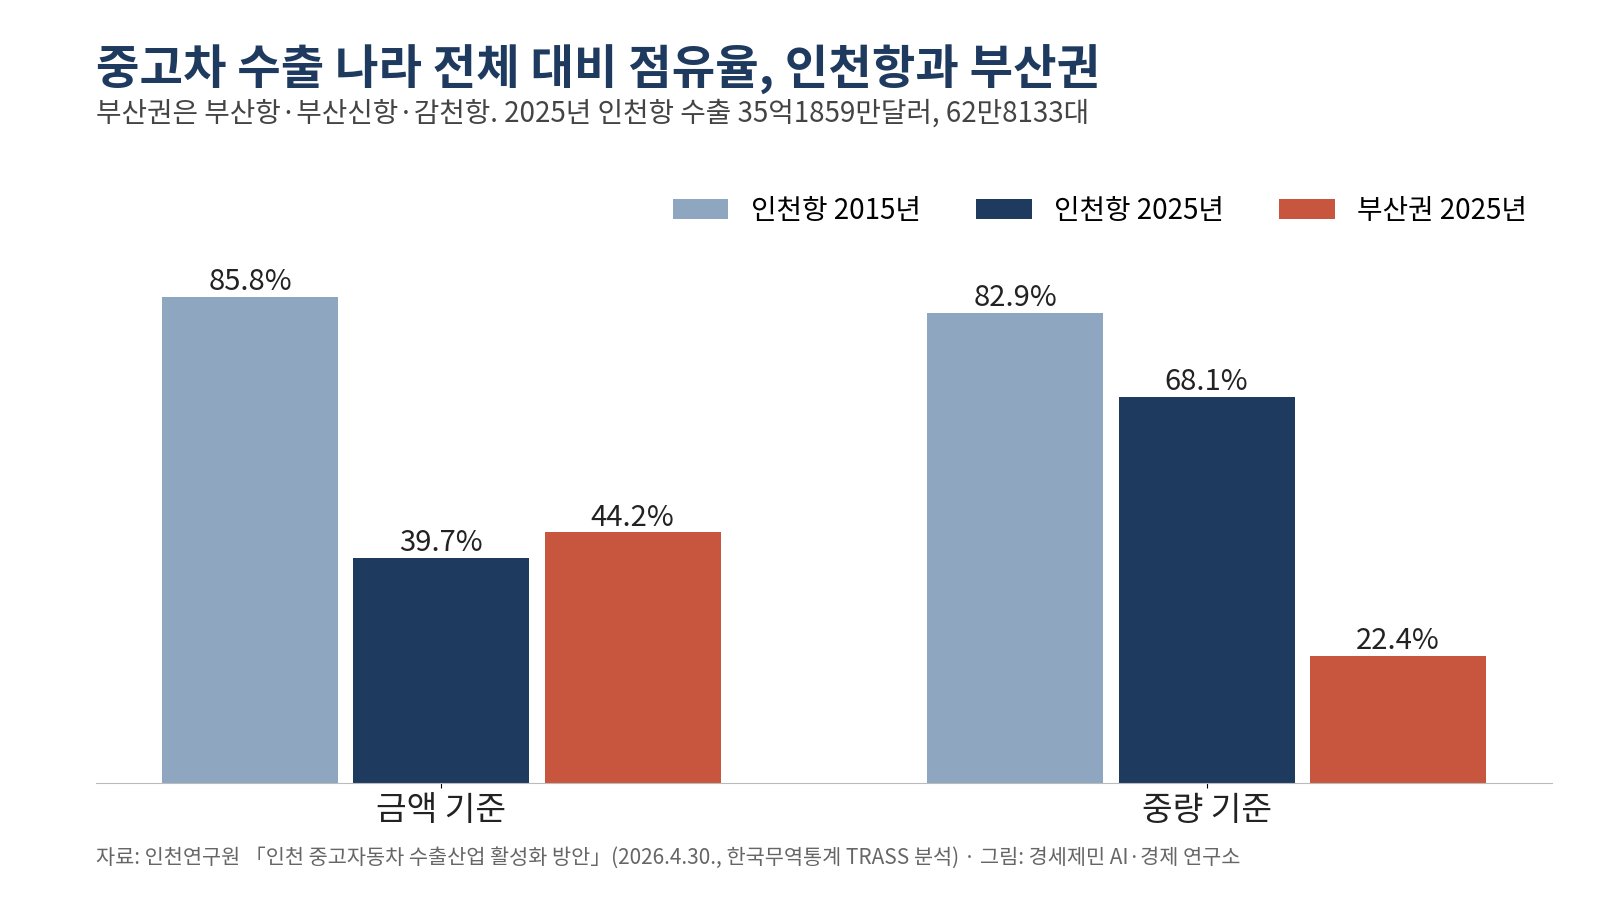 중고차 수출 나라 전체 대비 점유율, 인천항과 부산권
부산권은 부산항·부산신항·감천항. 2025년 인천항 수출 35억1859만달러, 62만8133대
인천항 2015년 인천항 2025년 부산권 2025년
85.8%
39.7%
44.2%
82.9%
68.1%
22.4%
금액 기준
중량 기준
자료: 인천연구원 「인천 중고자동차 수출산업 활성화 방안」(2026.4.30., 한국무역통계 TRASS 분석) · 그림: 경세제민 AI·경제 연구소